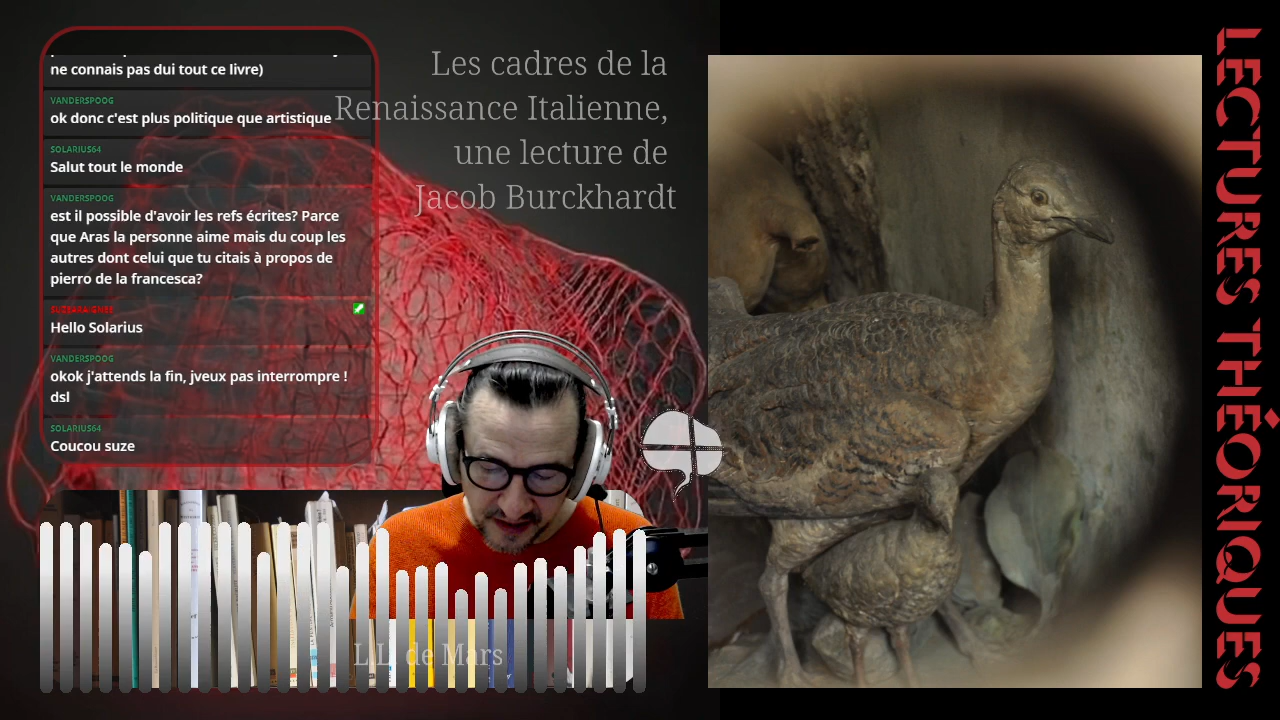 ne connais pas dui tout ce livre)
VANDERSPOOG
ok donc c'est plus politique que artistique
SOLARIUS64
Salut tout le monde
VANDERSPOOG
est il possible d'avoir les refs écrites? Parce
que Aras la personne aime mais du coup les
autres dont celui que tu citais à propos de
pierro de la francesca?
SUZEARAIGNEE
Hello Solarius
VANDERSPOOG
okok j'attends la fin, jveux pas interrompre !
dsl
SOLARIUS64
Coucou suze
Les cadres de la
Renaissance Italienne,
une lecture de
Jacob Burckhardt
L.L. de Mars
LECTURES THÉORIQUES